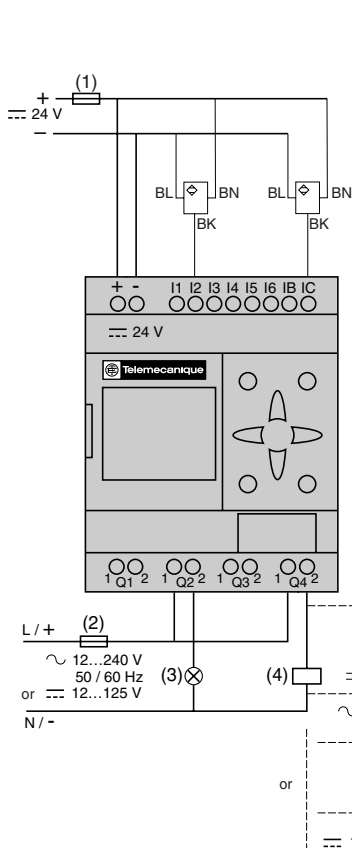 (1)
+
⎓ 24 V
–
BL BN BL BN
BK BK
+ - I1 I2 I3 I4 I5 I6 IB IC
⎓ 24 V
Telemecanique
1 Q1 2 1 Q2 2 1 Q3 2 1 Q4 2
L / + (2)
∼ 12...240 V
50 / 60 Hz
or ⎓ 12...125 V
(3) (4)
N / -
∼
or
⎓